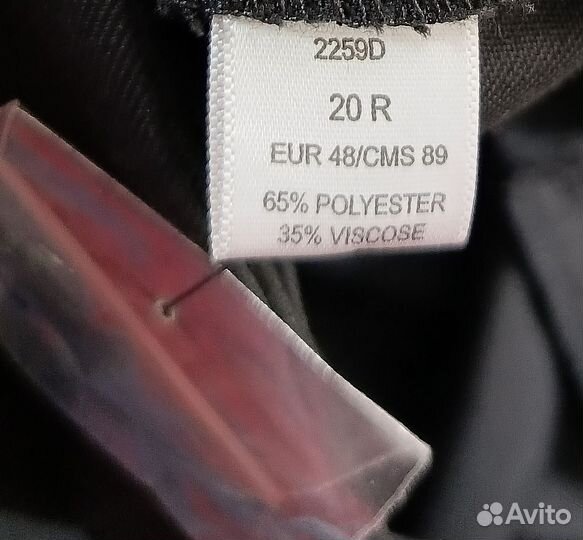 2259D
20 R
EUR 48/CMS 89
65% POLYESTER
35% VISCOSE
Avito